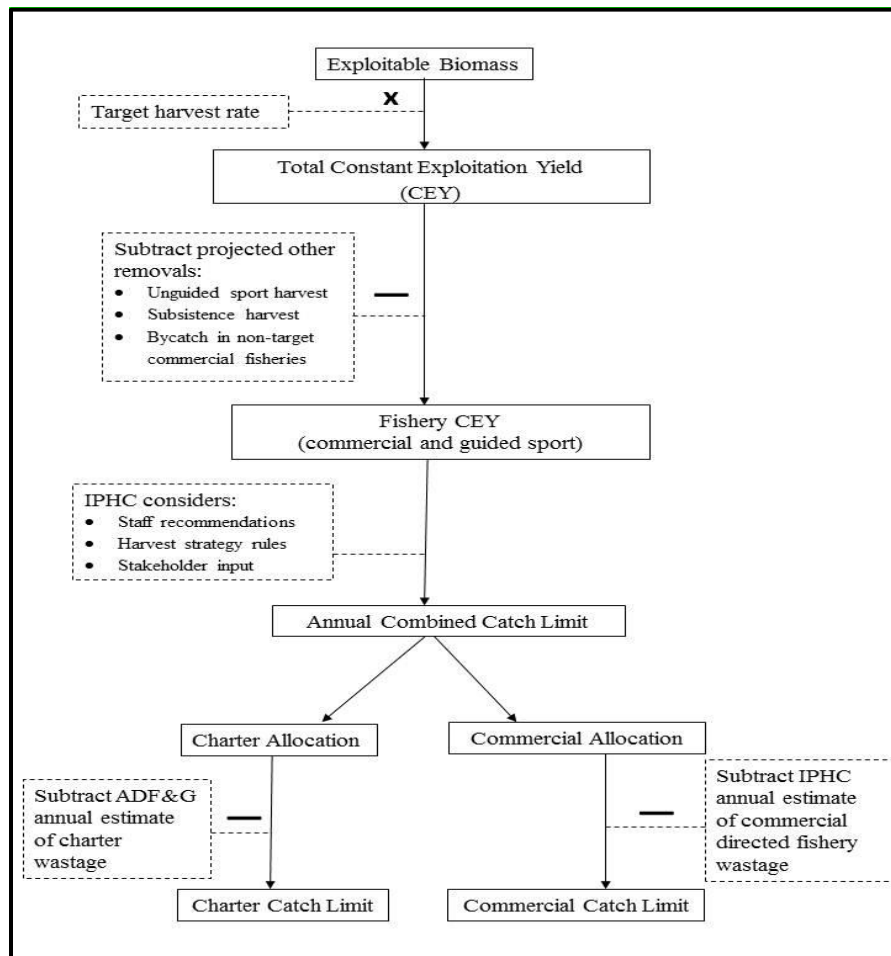 Exploitable Biomass
x
Target harvest rate
Total Constant Exploitation Yield
(CEY)
Subtract projected other
removals:
• Unguided sport harvest
• Subsistence harvest
• Bycatch in non-target
commercial fisheries
—
Fishery CEY
(commercial and guided sport)
IPHC considers:
• Staff recommendations
• Harvest strategy rules
• Stakeholder input
Annual Combined Catch Limit
Charter Allocation
Commercial Allocation
Subtract ADF&G
annual estimate
of charter
wastage
—
—
Subtract IPHC
annual estimate
of commercial
directed fishery
wastage
Charter Catch Limit
Commercial Catch Limit